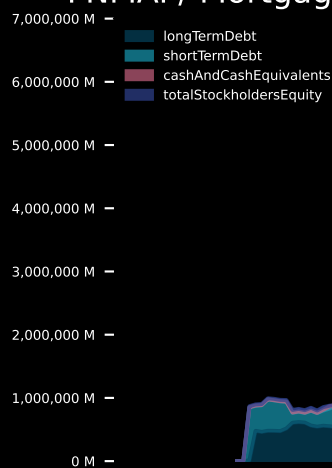 7,000,000 M
longTermDebt
shortTermDebt
6,000,000 M
cashAndCashEquivalents
totalStockholdersEquity
5,000,000 M
4,000,000 M
3,000,000 M
2,000,000 M
1,000,000 M
0 M